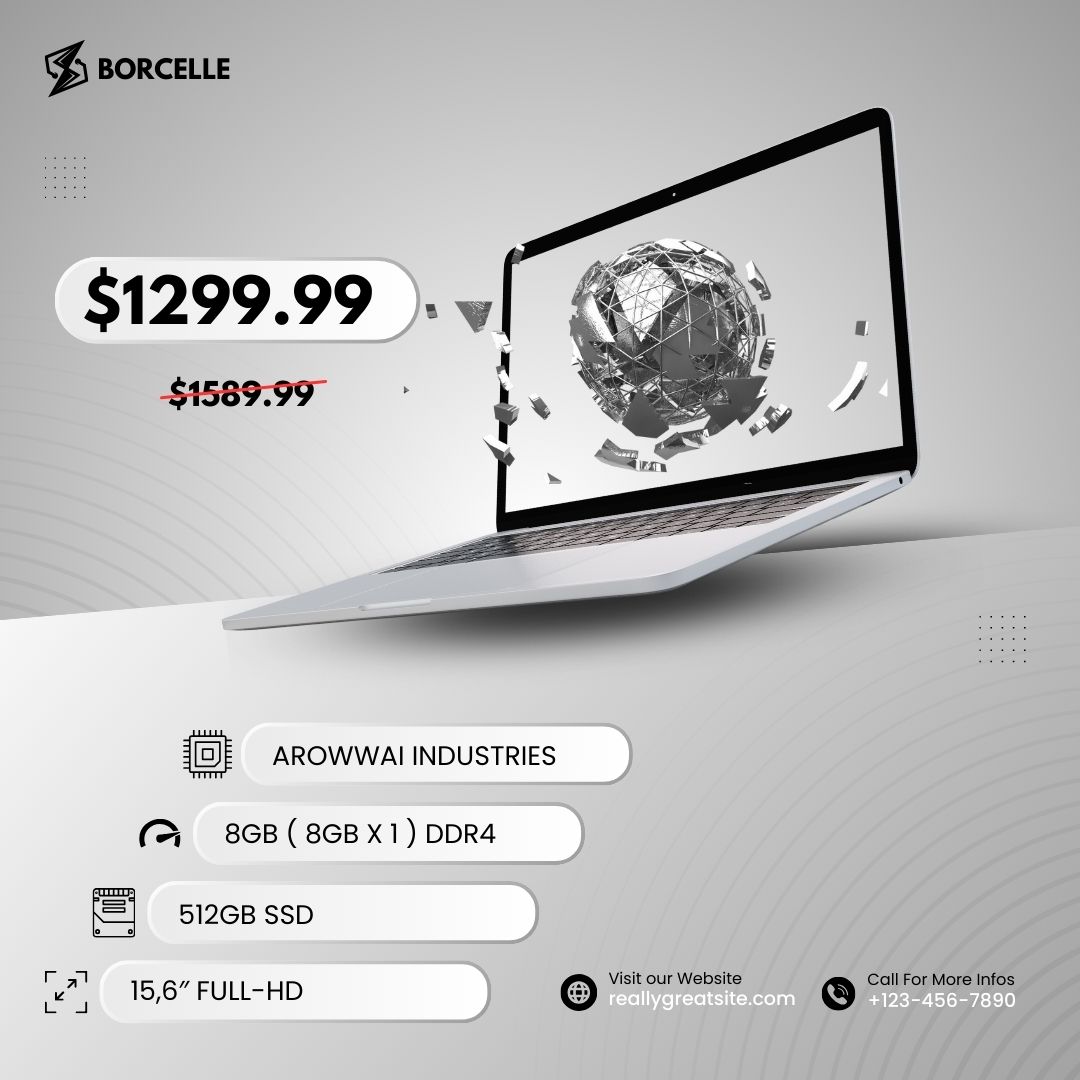 BORCELLE
$1299.99
$1589.99
AROWWAI INDUSTRIES
8GB ( 8GB X 1 ) DDR4
512GB SSD
15,6″ FULL-HD
Visit our Website
reallygreatsite.com
Call For More Infos
+123-456-7890